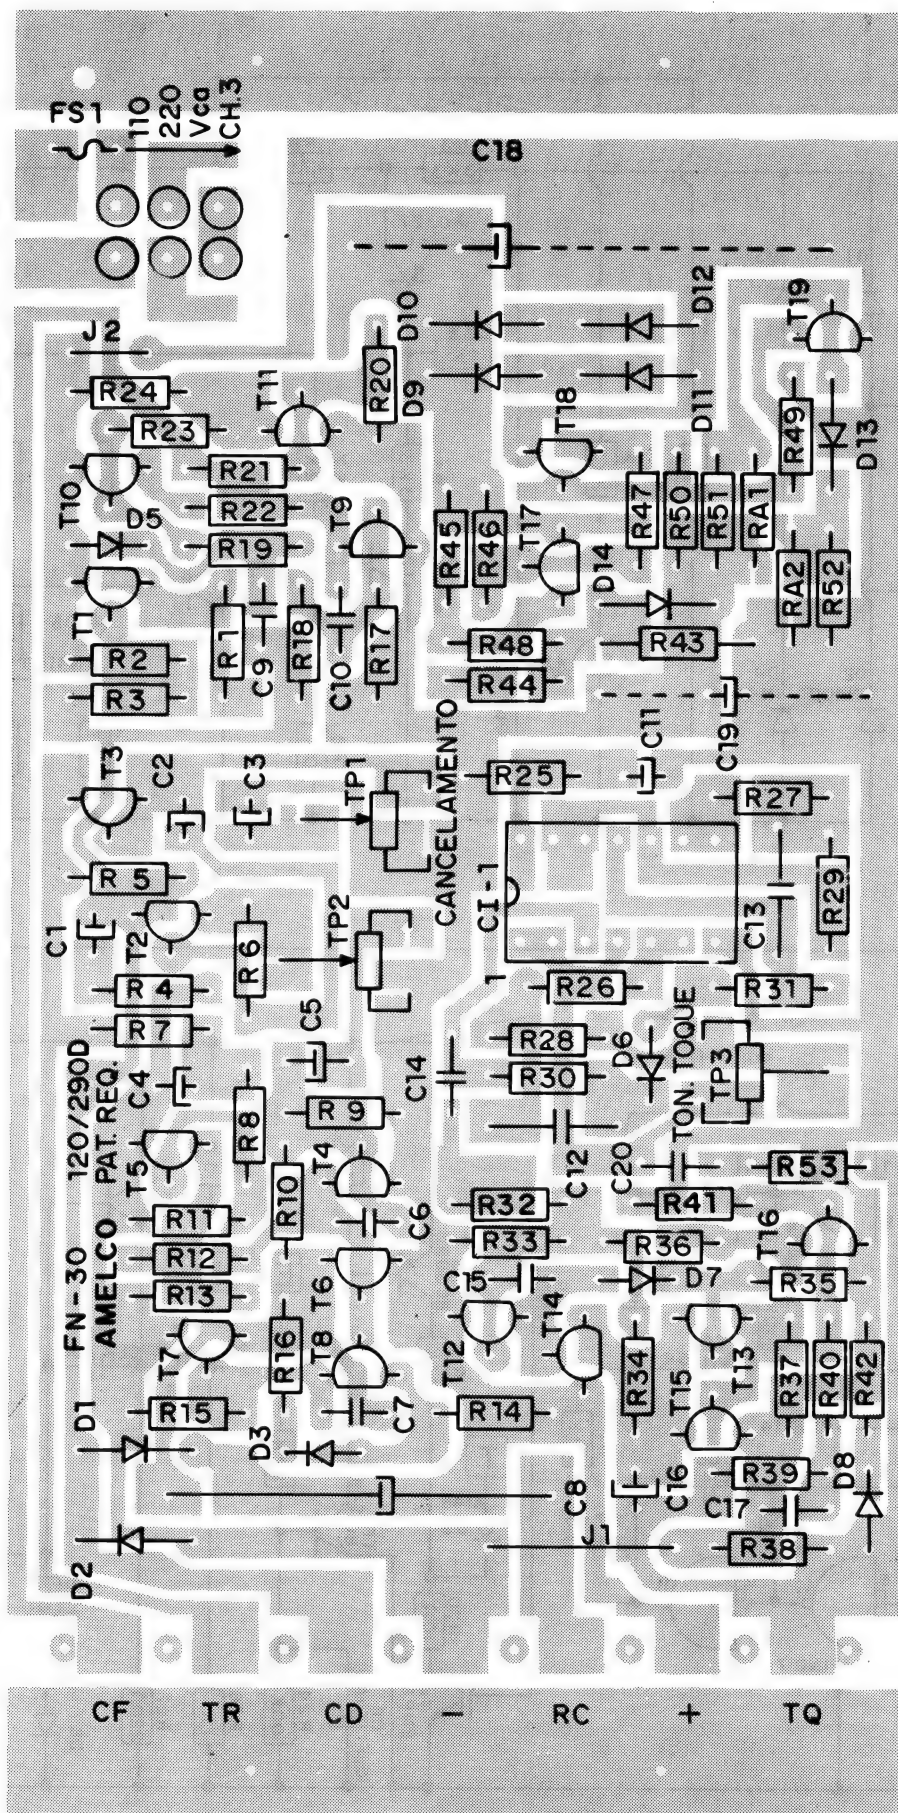 FS1
110
220
Vca
CH.3
C18
J2
R24
R23
T11
R20
D10
D9
D12
D11
T19
T10
R21
R22
D5
R19
T9
T18
T17
R45
R46
R47
R50
R51
RA1
R49
D13
T1
R2
R3
R1
C9
R18
C10
R17
D14
R48
R44
R43
RA2
R52
T3
C2
C3
TP1
CANCELAMENTO
R25
C11
C19
R27
R5
C1
T2
R6
TP2
CI-1
1
C13
R29
R4
R7
C5
R26
R31
FN-30 120/290D
AMELCO PAT. REQ.
C4
R8
R9
C14
R28
R30
D6
TON. TOQUE
TP3
T5
R10
T4
C6
C12
C20
R53
R11
R12
R13
T6
R32
R33
R41
R36
T16
C15
D7
R35
T7
R16
T8
T12
T14
R34
T15
T13
R37
R40
R42
D1
R15
D3
C7
R14
R39
D8
D2
C8
J1
C16
C17
R38
CF TR CD - RC + TQ